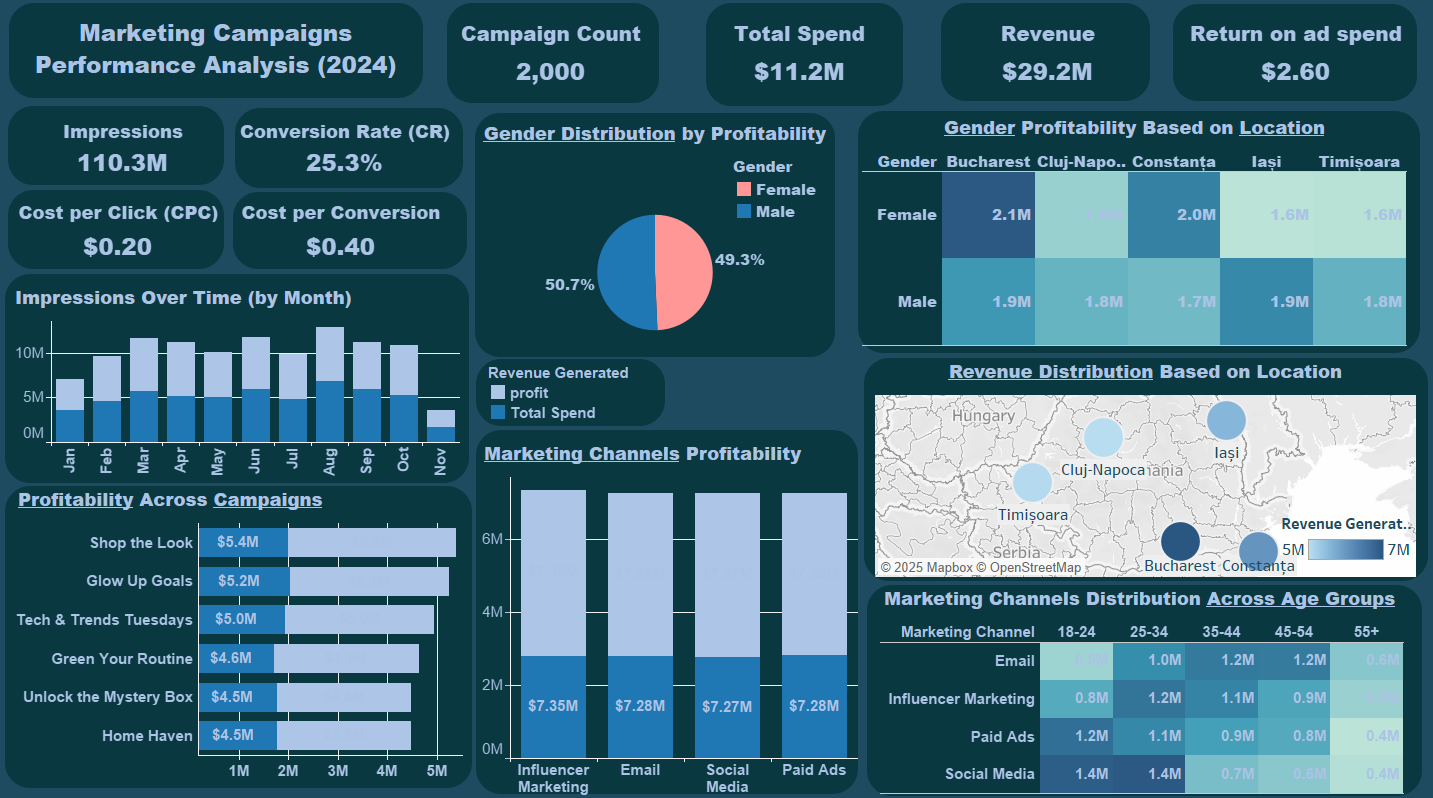 Marketing Campaigns
Performance Analysis (2024)
Campaign Count
2,000
Total Spend
$11.2M
Revenue
$29.2M
Return on ad spend
$2.60
Impressions
110.3M
Conversion Rate (CR)
25.3%
Cost per Click (CPC)
$0.20
Cost per Conversion
$0.40
Gender Distribution by Profitability
Gender
Female
Male
50.7%
49.3%
Gender Profitability Based on Location
Gender Bucharest Cluj-Napo.. Constanța Iași Timișoara
Female 2.1M 2.0M 1.6M 1.6M
Male 1.9M 1.8M 1.7M 1.9M 1.8M
Impressions Over Time (by Month)
10M
5M
0M
Jan Feb Mar Apr May Jun Jul Aug Sep Oct Nov
Revenue Generated
profit
Total Spend
Revenue Distribution Based on Location
Hungary
Iași
Cluj-Napoca
ania
Timișoara
Serbia
Bucharest Constanța
Revenue Generat..
5M 7M
© 2025 Mapbox © OpenStreetMap
Profitability Across Campaigns
Shop the Look $5.4M
Glow Up Goals $5.2M
Tech & Trends Tuesdays $5.0M
Green Your Routine $4.6M
Unlock the Mystery Box $4.5M
Home Haven $4.5M
1M 2M 3M 4M 5M
Marketing Channels Profitability
6M
4M
2M
0M
$7.35M $7.28M $7.27M $7.28M
Influencer Marketing
Email
Social Media
Paid Ads
Marketing Channels Distribution Across Age Groups
Marketing Channel 18-24 25-34 35-44 45-54 55+
Email 1.0M 1.2M 1.2M 0.6M
Influencer Marketing 0.8M 1.2M 1.1M 0.9M
Paid Ads 1.2M 1.1M 0.9M 0.8M 0.4M
Social Media 1.4M 1.4M 0.7M 0.6M 0.4M